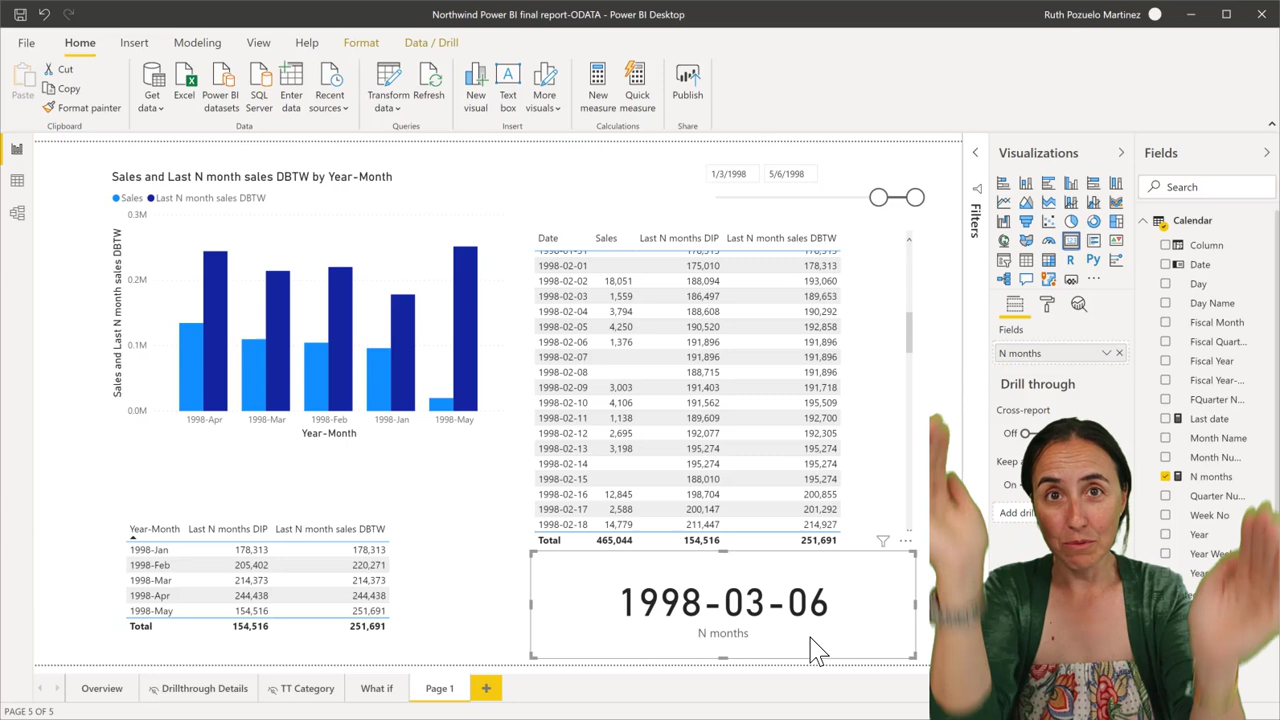 Northwind Power BI final report-ODATA - Power BI Desktop
Ruth Pozuelo Martinez
File Home Insert Modeling View Help Format Data / Drill
Paste
Cut
Copy
Format painter
Clipboard
Get data
Excel
Power BI datasets
SQL Server
Enter data
Recent sources
Data
Transform data
Refresh
Queries
New visual
Text box
More visuals
Insert
New measure
Quick measure
Calculations
Publish
Share
Sales and Last N month sales DBTW by Year-Month
Sales Last N month sales DBTW
0.3M
0.2M
0.1M
0.0M
Sales and Last N month sales DBTW
1998-Apr 1998-Mar 1998-Feb 1998-Jan 1998-May
Year-Month
Year-Month Last N months DIP Last N month sales DBTW
1998-Jan 178,313 178,313
1998-Feb 205,402 220,271
1998-Mar 214,373 214,373
1998-Apr 244,438 244,438
1998-May 154,516 251,691
Total 154,516 251,691
1/3/1998 5/6/1998
Date Sales Last N months DIP Last N month sales DBTW
1998-01-31 178,313 178,313
1998-02-01 175,010 178,313
1998-02-02 18,051 188,094 193,060
1998-02-03 1,559 186,497 189,653
1998-02-04 3,794 188,608 190,292
1998-02-05 4,250 190,520 192,858
1998-02-06 1,376 191,896 191,896
1998-02-07 191,896 191,896
1998-02-08 188,715 191,896
1998-02-09 3,003 191,403 191,718
1998-02-10 4,106 191,562 195,509
1998-02-11 1,138 189,609 192,700
1998-02-12 2,695 192,077 192,305
1998-02-13 3,198 195,274 195,274
1998-02-14 195,274 195,274
1998-02-15 188,010 195,274
1998-02-16 12,845 198,704 200,855
1998-02-17 2,588 200,147 201,292
1998-02-18 14,779 211,447 214,927
Total 465,044 154,516 251,691
1998-03-06
N months
Filters
Visualizations
R Py
Fields
N months
Drill through
Cross-report
Off
Keep a
On
Add dri
Fields
Search
Calendar
Column
Date
Day
Day Name
Fiscal Month
Fiscal Quart...
Fiscal Year
Fiscal Year-...
FQuarter N...
Last date
Month Name
Month Nu...
N months
Quarter Nu...
Week No
Year
Year We
Overview Drillthrough Details TT Category What if Page 1
PAGE 5 OF 5